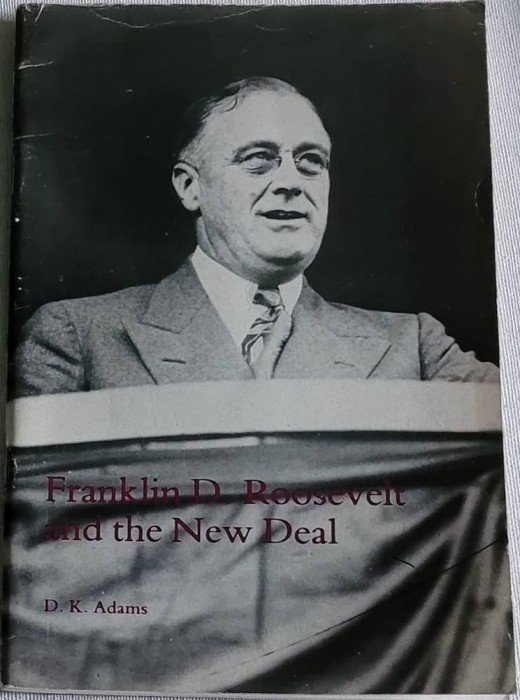 Franklin D. Roosevelt
and the New Deal
D. K. Adams